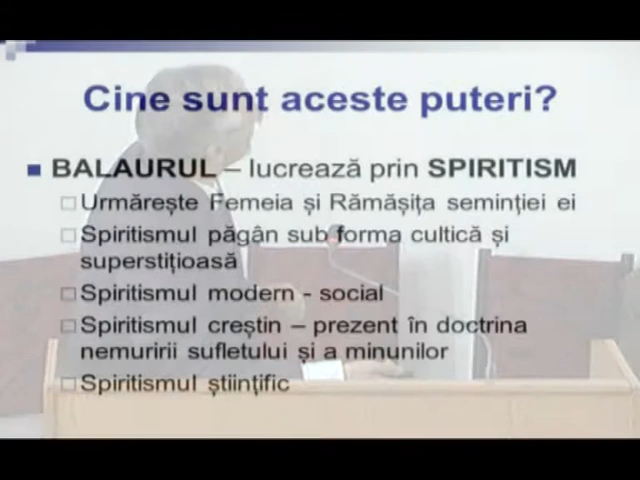 Cine sunt aceste puteri?
BALAURUL – lucrează prin SPIRITISM
Urmărește Femeia și Rămășița seminției ei
Spiritismul păgân sub forma cultică și
superstițioasă
Spiritismul modern - social
Spiritismul creștin – prezent în doctrina
nemuririi sufletului și a minunilor
Spiritismul științific